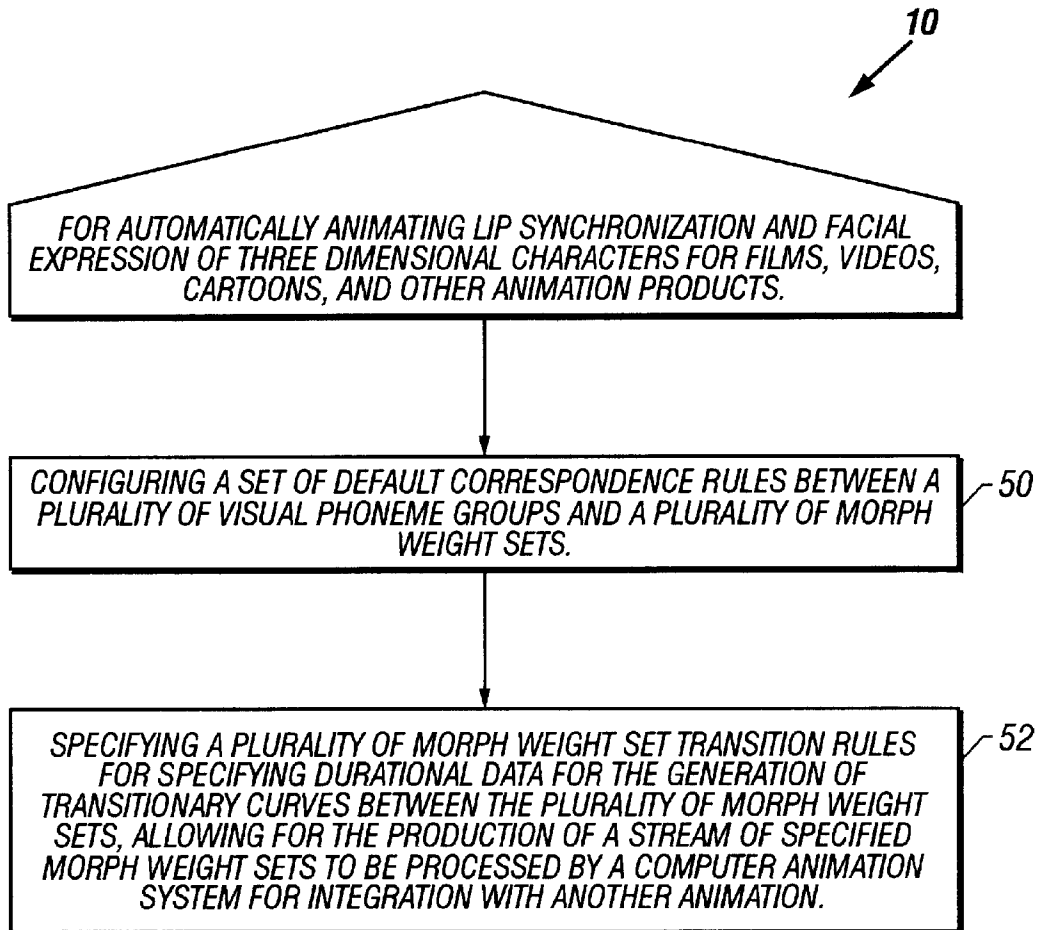 10
FOR AUTOMATICALLY ANIMATING LIP SYNCHRONIZATION AND FACIAL
EXPRESSION OF THREE DIMENSIONAL CHARACTERS FOR FILMS, VIDEOS,
CARTOONS, AND OTHER ANIMATION PRODUCTS.
CONFIGURING A SET OF DEFAULT CORRESPONDENCE RULES BETWEEN A
PLURALITY OF VISUAL PHONEME GROUPS AND A PLURALITY OF MORPH
WEIGHT SETS.
50
SPECIFYING A PLURALITY OF MORPH WEIGHT SET TRANSITION RULES
FOR SPECIFYING DURATIONAL DATA FOR THE GENERATION OF
TRANSITIONARY CURVES BETWEEN THE PLURALITY OF MORPH WEIGHT
SETS, ALLOWING FOR THE PRODUCTION OF A STREAM OF SPECIFIED
MORPH WEIGHT SETS TO BE PROCESSED BY A COMPUTER ANIMATION
SYSTEM FOR INTEGRATION WITH ANOTHER ANIMATION.
52